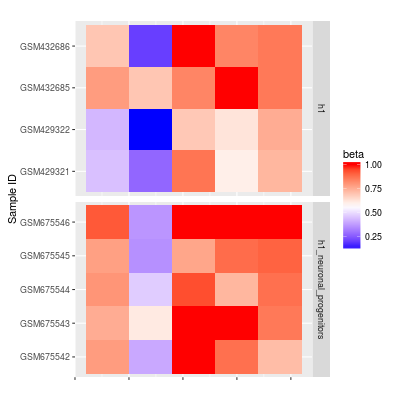 GSM432686
GSM432685
GSM429322
GSM429321
h1
GSM675546
GSM675545
GSM675544
GSM675543
GSM675542
h1_neuronal_progenitors
Sample ID
beta
1.00
0.75
0.50
0.25